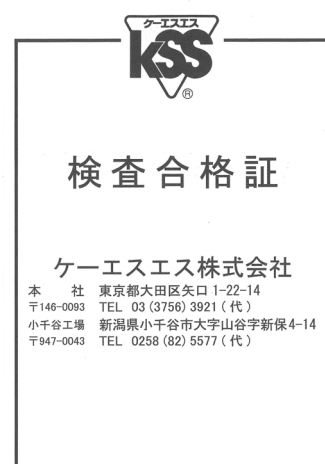 ケーエスエス
KSS
®
検査合格証
ケーエスエス株式会社
本　社 東京都大田区矢口 1-22-14
〒146-0093 TEL 03 (3756) 3921 ( 代 )
小千谷工場 新潟県小千谷市大字山谷字新保4-14
〒947-0043 TEL 0258 (82) 5577 ( 代 )